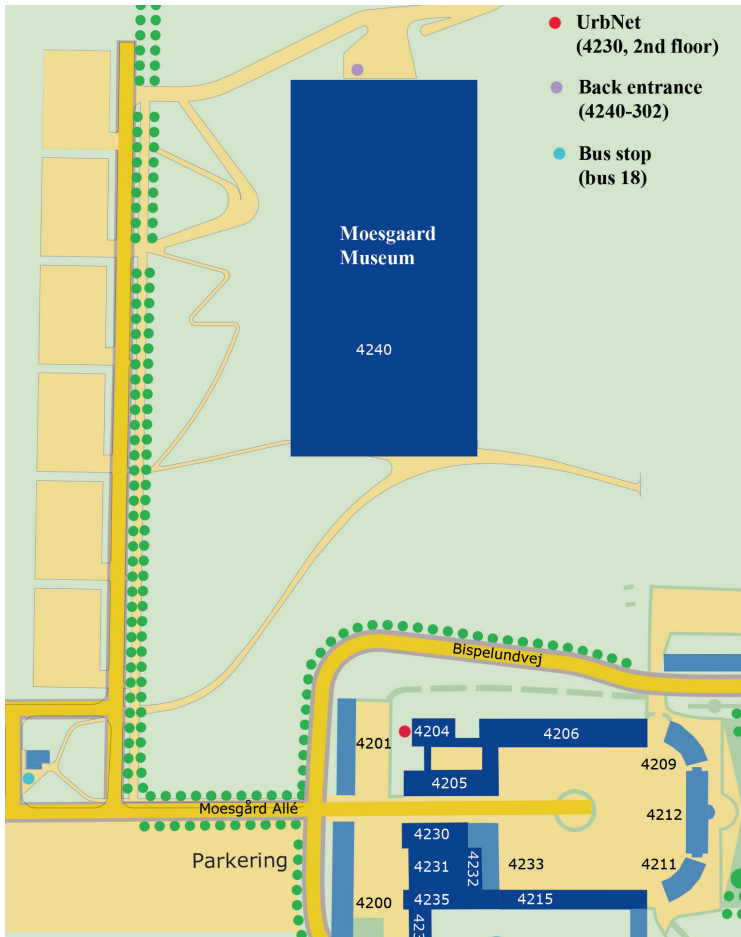 UrbNet
(4230, 2nd floor)
Back entrance
(4240-302)
Bus stop
(bus 18)
Moesgaard
Museum
4240
Bispelundvej
4204
4206
4201
4209
4205
Moesgård Allé
4212
4230
Parkering
4231
4232
4233
4211
4200
4235
4215